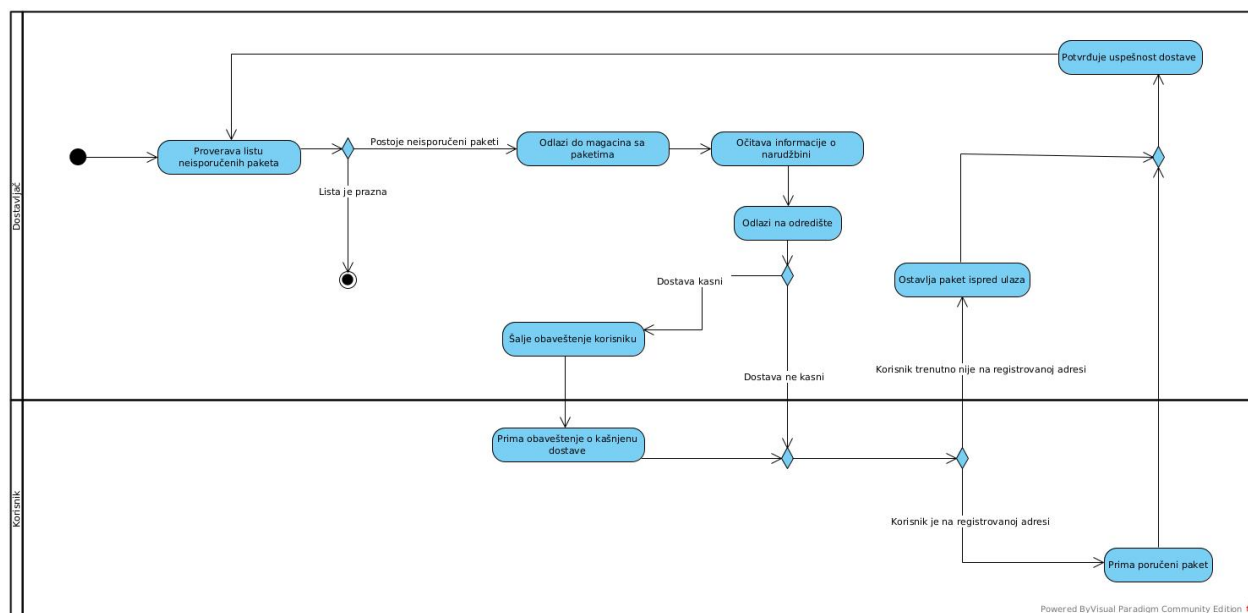 Dostavljač
Korisnik
Potvrđuje uspešnost dostave
Proverava listu
neisporučenih paketa
Postoje neisporučeni paketi
Odlazi do magacina sa
paketima
Očitava informacije o
narudžbini
Lista je prazna
Odlazi na odredište
Dostava kasni
Ostavlja paket ispred ulaza
Šalje obaveštenje korisniku
Dostava ne kasni
Korisnik trenutno nije na registrovanoj adresi
Prima obaveštenje o kašnjenu
dostave
Korisnik je na registrovanoj adresi
Prima poručeni paket
Powered ByVisual Paradigm Community Edition